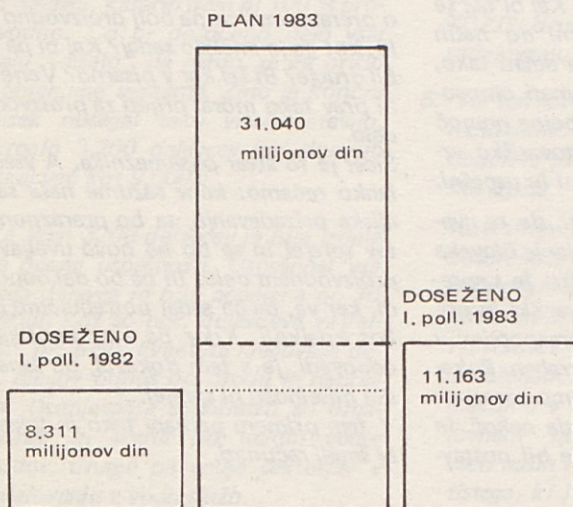 PLAN 1983
31.040
milijonov din
DOSEŽENO
I. poll. 1983
11.163
milijonov din
DOSEŽENO
I. poll. 1982
8.311
milijonov din